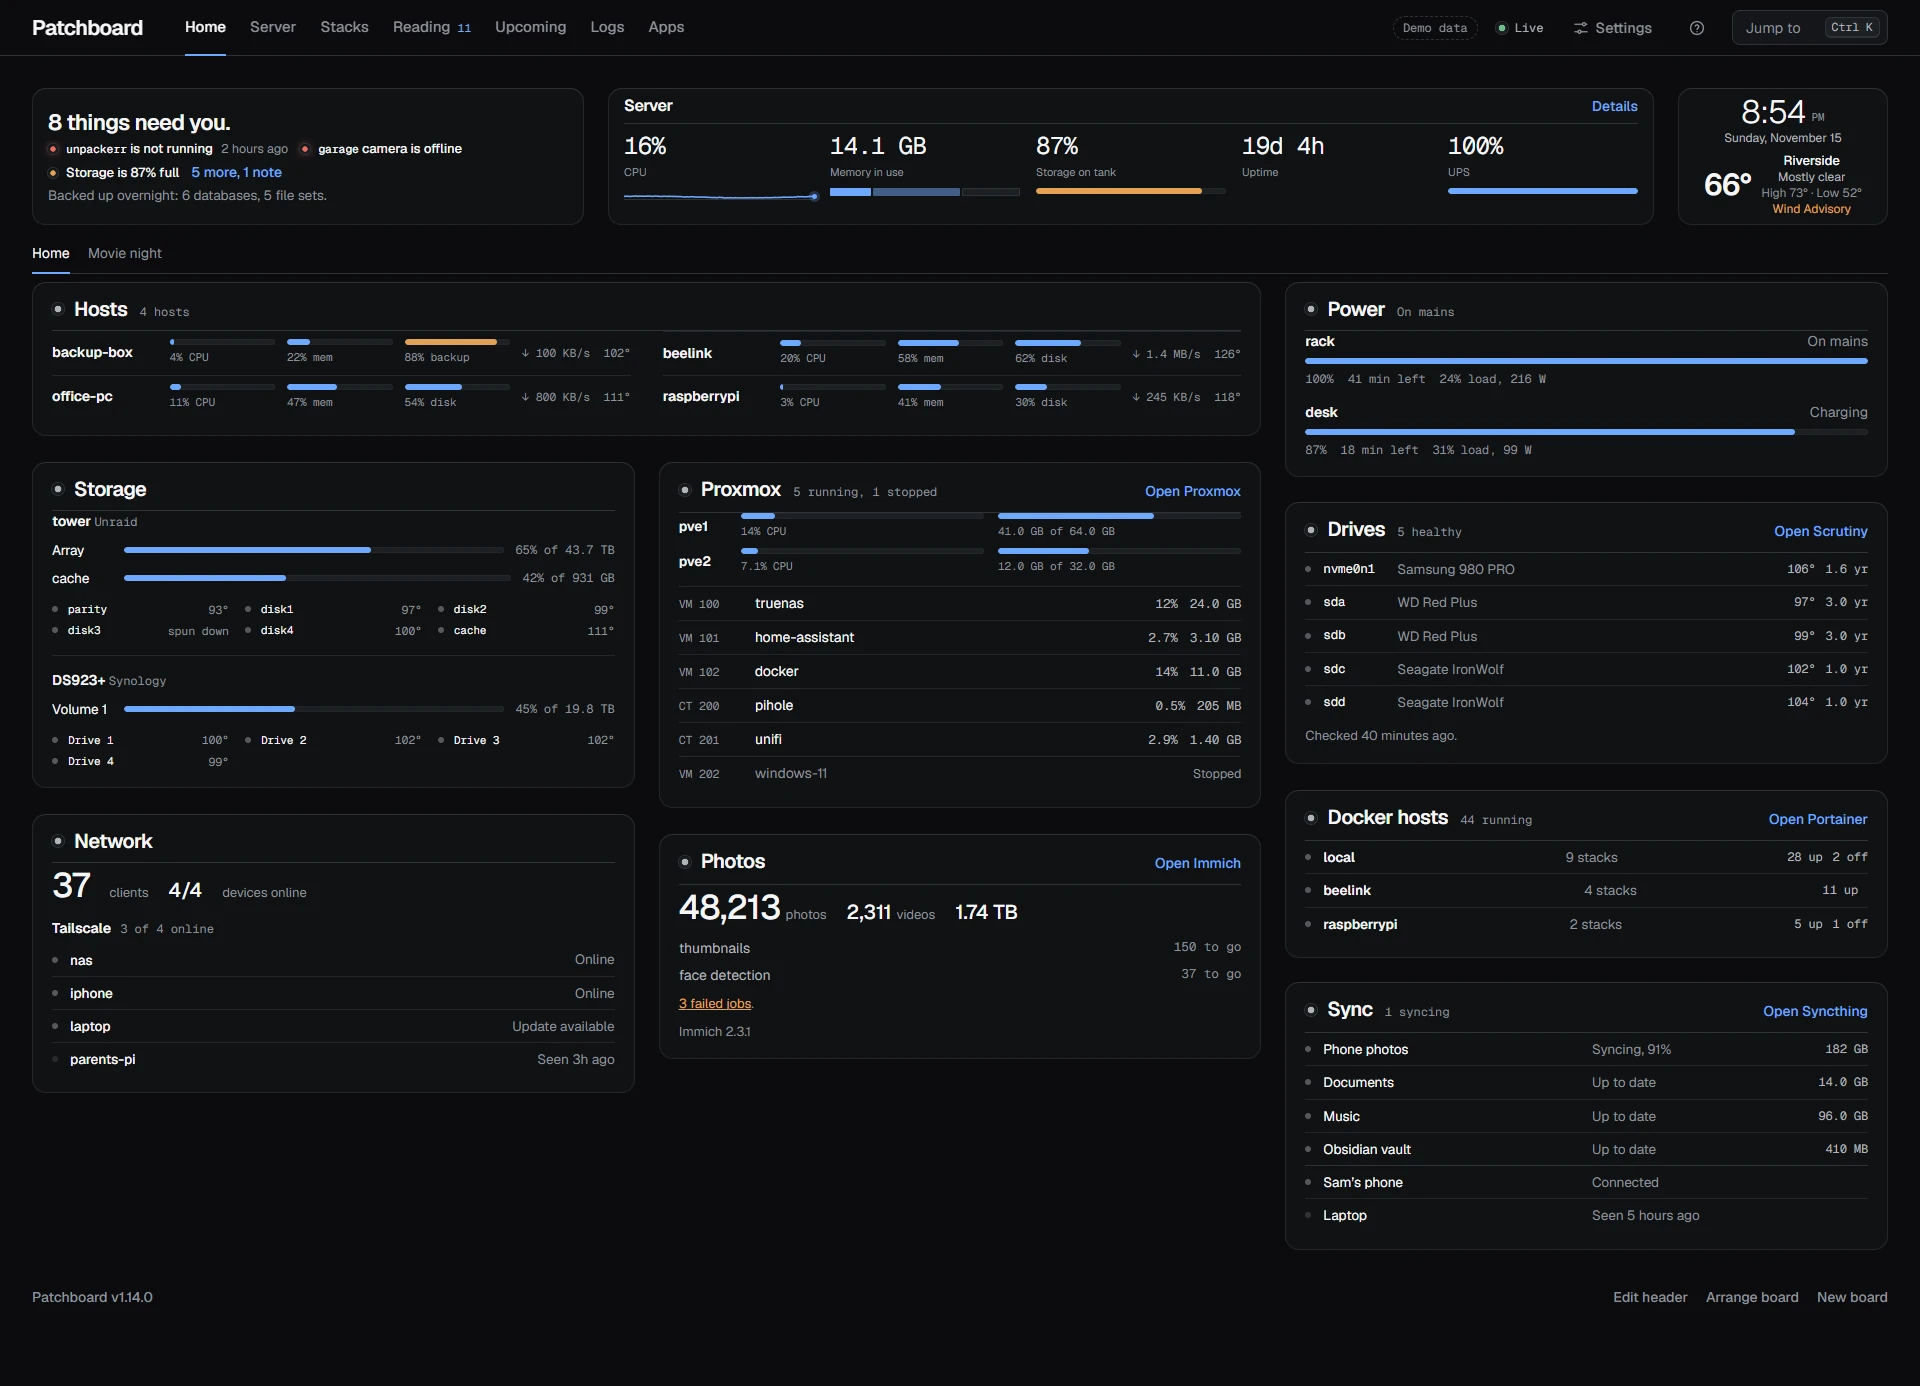 Patchboard Home Server Stacks Reading 11 Upcoming Logs Apps Demo data Live Settings Jump to Ctrl K
8 things need you.
unpackerr is not running 2 hours ago garage camera is offline
Storage is 87% full 5 more, 1 note
Backed up overnight: 6 databases, 5 file sets.
Server Details
16% 14.1 GB 87% 19d 4h 100%
CPU Memory in use Storage on tank Uptime UPS
8:54 PM
Sunday, November 15
66°
Riverside
Mostly clear
High 73° · Low 52°
Wind Advisory
Home Movie night
Hosts 4 hosts
backup-box 4% CPU 22% mem 88% backup ↓ 100 KB/s 102°
beelink 20% CPU 58% mem 62% disk ↓ 1.4 MB/s 126°
office-pc 11% CPU 47% mem 54% disk ↓ 800 KB/s 111°
raspberrypi 3% CPU 41% mem 30% disk ↓ 245 KB/s 118°
Storage
tower Unraid
Array 65% of 43.7 TB
cache 42% of 931 GB
parity 93° disk1 97° disk2 99°
disk3 spun down disk4 100° cache 111°
DS923+ Synology
Volume 1 45% of 19.8 TB
Drive 1 100° Drive 2 102° Drive 3 102°
Drive 4 99°
Network
37 clients 4/4 devices online
Tailscale 3 of 4 online
nas Online
iphone Online
laptop Update available
parents-pi Seen 3h ago
Proxmox 5 running, 1 stopped Open Proxmox
pve1 14% CPU 41.0 GB of 64.0 GB
pve2 7.1% CPU 12.0 GB of 32.0 GB
VM 100 truenas 12% 24.0 GB
VM 101 home-assistant 2.7% 3.10 GB
VM 102 docker 14% 11.0 GB
CT 200 pihole 0.5% 205 MB
CT 201 unifi 2.9% 1.40 GB
VM 202 windows-11 Stopped
Photos Open Immich
48,213 photos 2,311 videos 1.74 TB
thumbnails 150 to go
face detection 37 to go
3 failed jobs.
Immich 2.3.1
Power On mains
rack On mains
100% 41 min left 24% load, 216 W
desk Charging
87% 18 min left 31% load, 99 W
Drives 5 healthy Open Scrutiny
nvme0n1 Samsung 980 PRO 106° 1.6 yr
sda WD Red Plus 97° 3.0 yr
sdb WD Red Plus 99° 3.0 yr
sdc Seagate IronWolf 102° 1.0 yr
sdd Seagate IronWolf 104° 1.0 yr
Checked 40 minutes ago.
Docker hosts 44 running Open Portainer
local 9 stacks 28 up 2 off
beelink 4 stacks 11 up
raspberrypi 2 stacks 5 up 1 off
Sync 1 syncing Open Syncthing
Phone photos Syncing, 91% 182 GB
Documents Up to date 14.0 GB
Music Up to date 96.0 GB
Obsidian vault Up to date 410 MB
Sam's phone Connected
Laptop Seen 5 hours ago
Patchboard v1.14.0 Edit header Arrange board New board